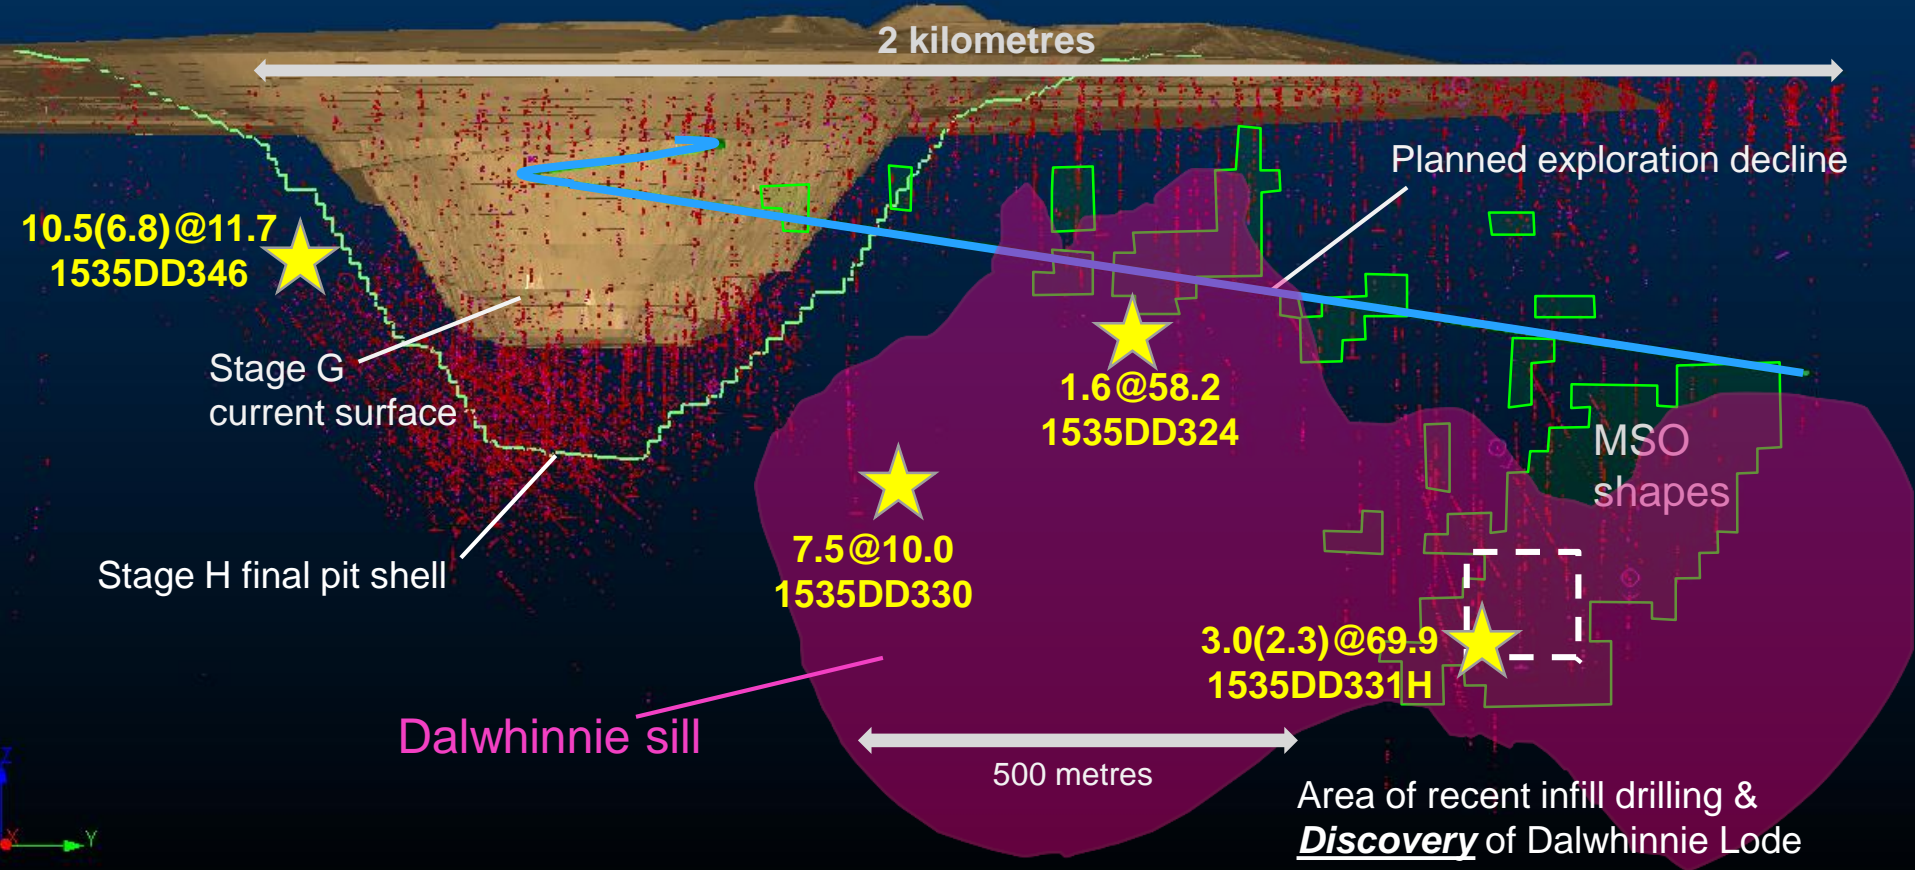 2 kilometres
Planned exploration decline
10.5(6.8)@11.7
1535DD346
Stage G
current surface
1.6@58.2
1535DD324
MSO
shapes
7.5@10.0
1535DD330
Stage H final pit shell
3.0(2.3)@69.9
1535DD331H
Dalwhinnie sill
500 metres
Area of recent infill drilling &
Discovery of Dalwhinnie Lode
Z
X
Y